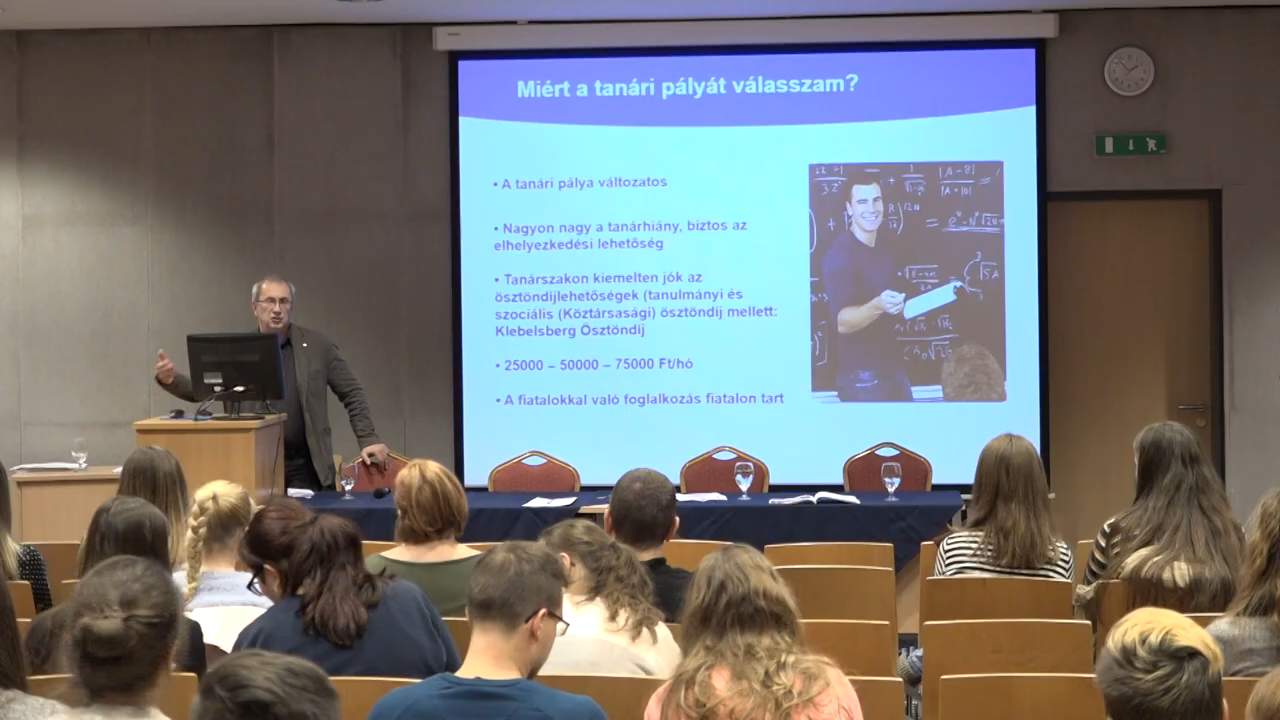 Miért a tanári pályát válasszam?
• A tanári pálya változatos
• Nagyon nagy a tanárhiány, biztos az
elhelyezkedési lehetőség
• Tanárszakon kiemelten jók az
ösztöndíjlehetőségek (tanulmányi és
szociális (Köztársasági) ösztöndíj mellett:
Klebelsberg Ösztöndíj
• 25000 – 50000 – 75000 Ft/hó
• A fiatalokkal való foglalkozás fiatalon tart